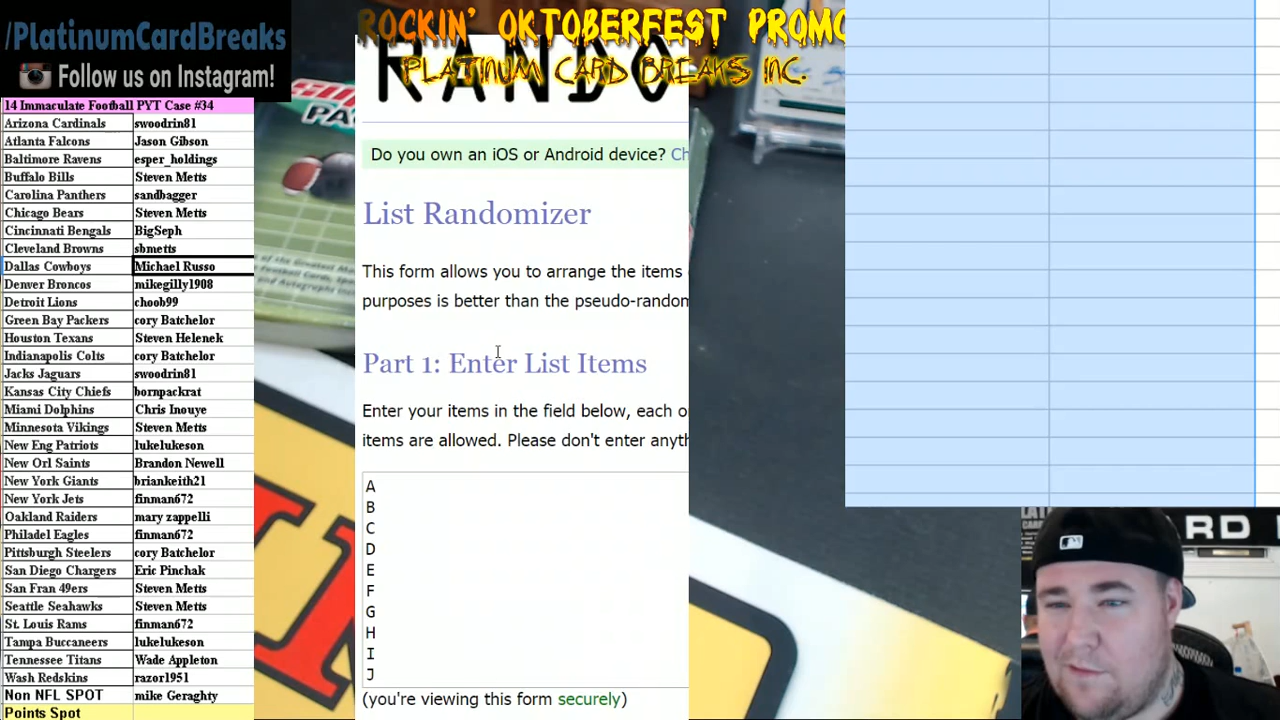 /PlatinumCardBreaks
Follow us on Instagram!
14 Immaculate Football PYT Case #34
Arizona Cardinals swoodrin81
Atlanta Falcons Jason Gibson
Baltimore Ravens esper_holdings
Buffalo Bills Steven Metts
Carolina Panthers sandbagger
Chicago Bears Steven Metts
Cincinnati Bengals BigSeph
Cleveland Browns sbmetts
Dallas Cowboys Michael Russo
Denver Broncos mikegilly1908
Detroit Lions choob99
Green Bay Packers cory Batchelor
Houston Texans Steven Helenek
Indianapolis Colts cory Batchelor
Jacks Jaguars swoodrin81
Kansas City Chiefs bornpackrat
Miami Dolphins Chris Inouye
Minnesota Vikings Steven Metts
New Eng Patriots lukelukeson
New Orl Saints Brandon Newell
New York Giants briankeith21
New York Jets finman672
Oakland Raiders mary zappelli
Philadel Eagles finman672
Pittsburgh Steelers cory Batchelor
San Diego Chargers Eric Pinchak
San Fran 49ers Steven Metts
Seattle Seahawks Steven Metts
St. Louis Rams finman672
Tampa Buccaneers lukelukeson
Tennessee Titans Wade Appleton
Wash Redskins razor1951
Non NFL SPOT mike Geraghty
Points Spot
ROCKIN' OKTOBERFEST PROMO
PLATINUM CARD BREAKS INC.
RANDO
Do you own an iOS or Android device? Ch
List Randomizer
This form allows you to arrange the items
purposes is better than the pseudo-random
Part 1: Enter List Items
Enter your items in the field below, each o
items are allowed. Please don't enter anyth
A
B
C
D
E
F
G
H
I
J
(you're viewing this form securely)
RD